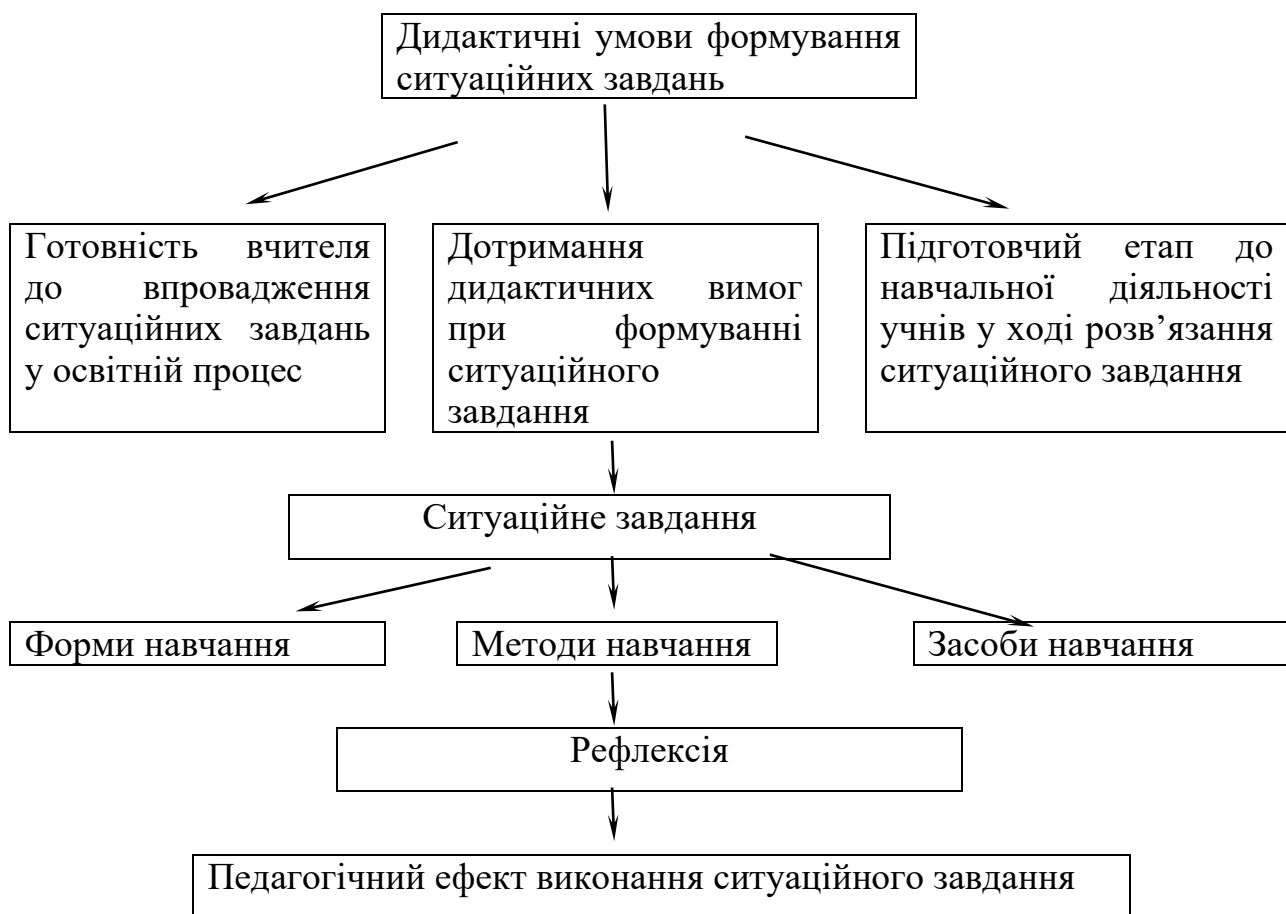 Дидактичні умови формування
ситуаційних завдань
Готовність вчителя
до впровадження
ситуаційних завдань
у освітній процес
Дотримання
дидактичних вимог
при формуванні
ситуаційного
завдання
Підготовчий етап до
навчальної діяльності
учнів у ході розв’язання
ситуаційного завдання
Ситуаційне завдання
Форми навчання
Методи навчання
Засоби навчання
Рефлексія
Педагогічний ефект виконання ситуаційного завдання